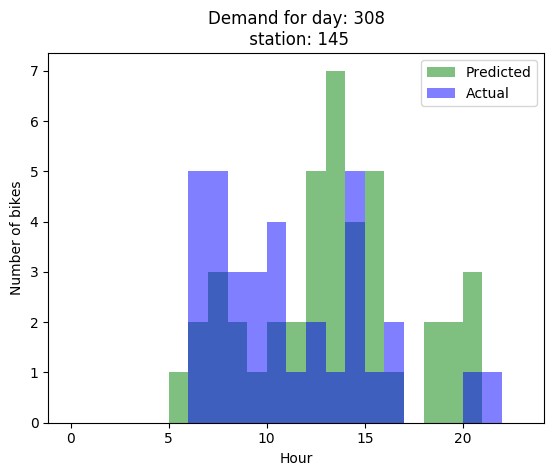 Demand for day: 308
station: 145
Predicted
Actual
Number of bikes
7
6
5
4
3
2
1
0
0 5 10 15 20
Hour